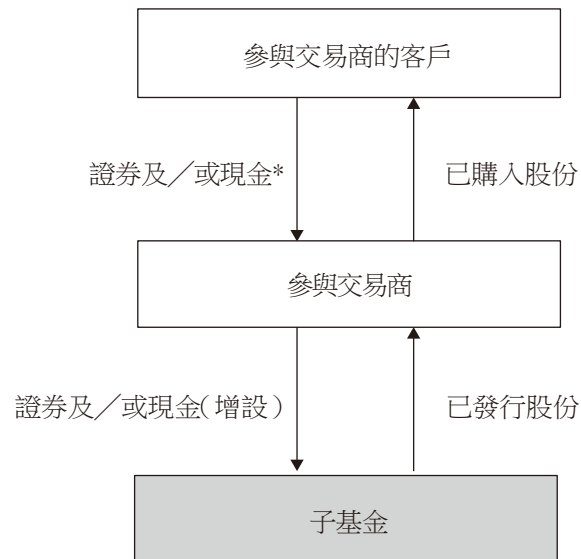 參與交易商的客戶
證券及／或現金*
已購入股份
參與交易商
證券及／或現金(增設)
已發行股份
子基金